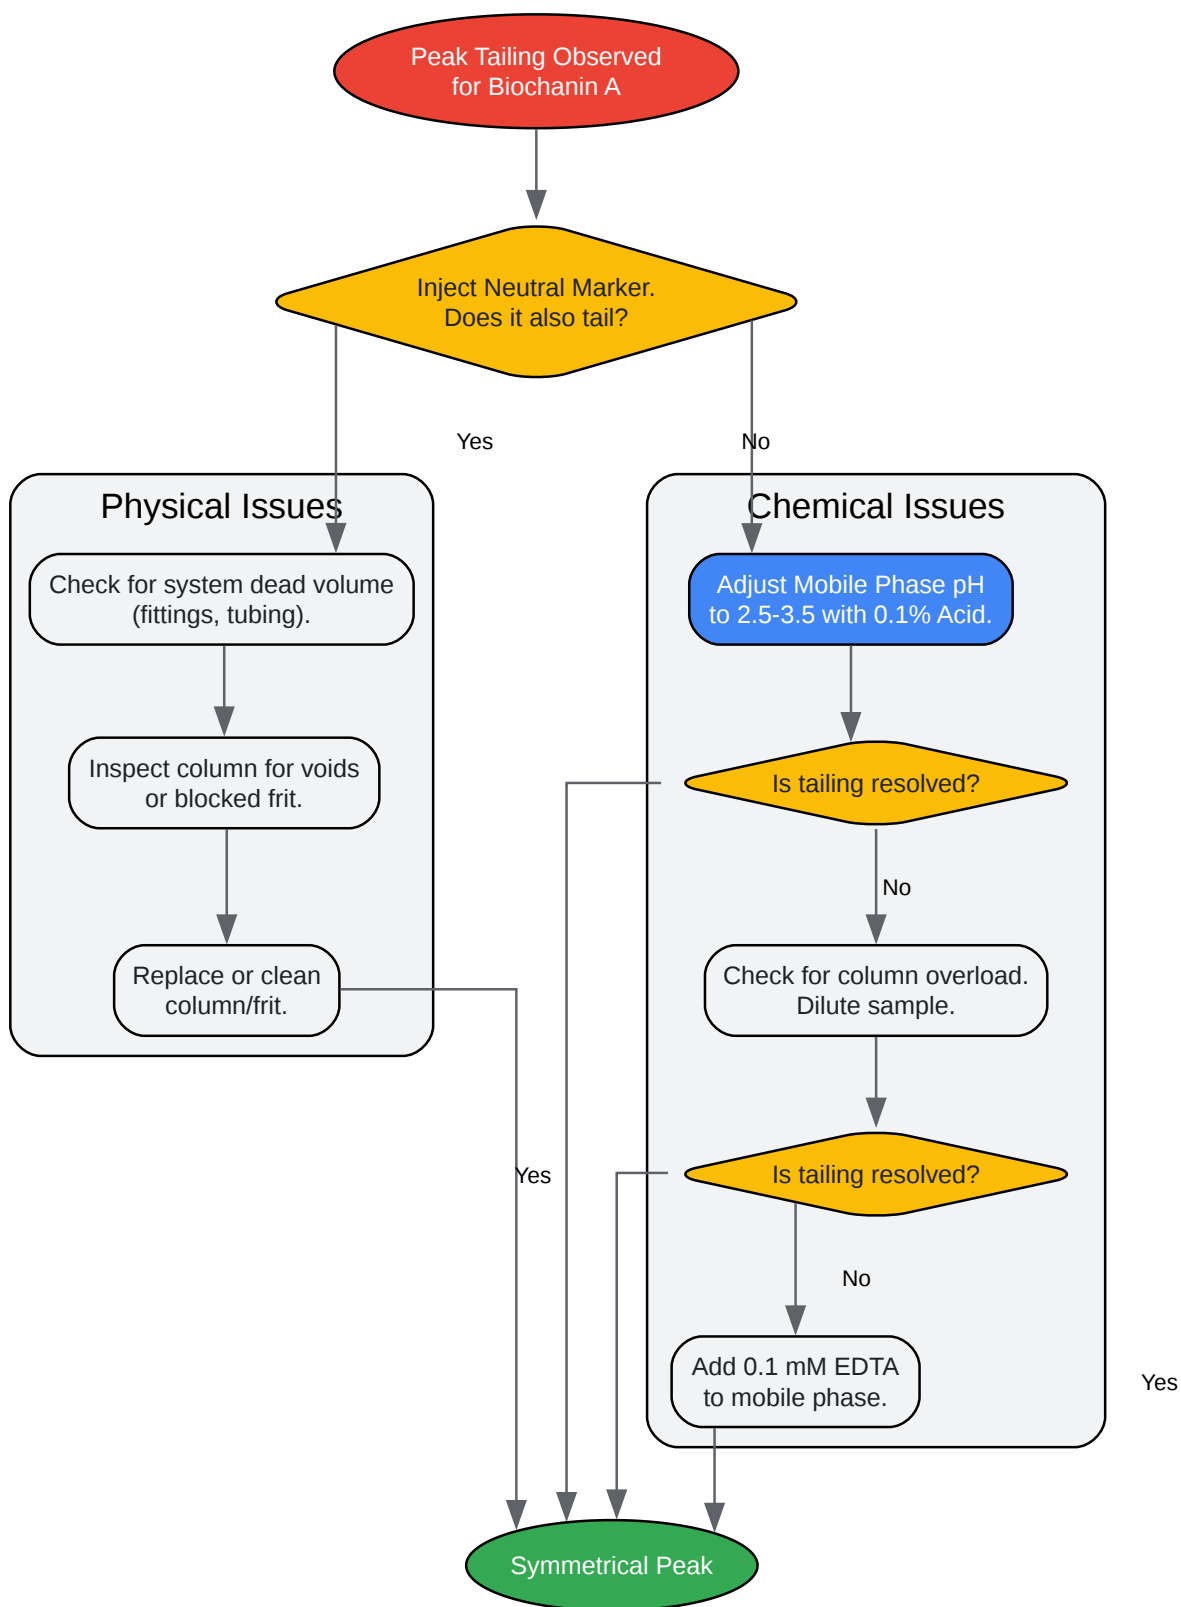 Peak Tailing Observed
for Biochanin A
Inject Neutral Marker.
Does it also tail?
Yes
No
Physical Issues
Check for system dead volume
(fittings, tubing).
Inspect column for voids
or blocked frit.
Replace or clean
column/frit.
Chemical Issues
Adjust Mobile Phase pH
to 2.5-3.5 with 0.1% Acid.
Is tailing resolved?
No
Check for column overload.
Dilute sample.
Yes
Is tailing resolved?
No
Add 0.1 mM EDTA
to mobile phase.
Yes
Symmetrical Peak